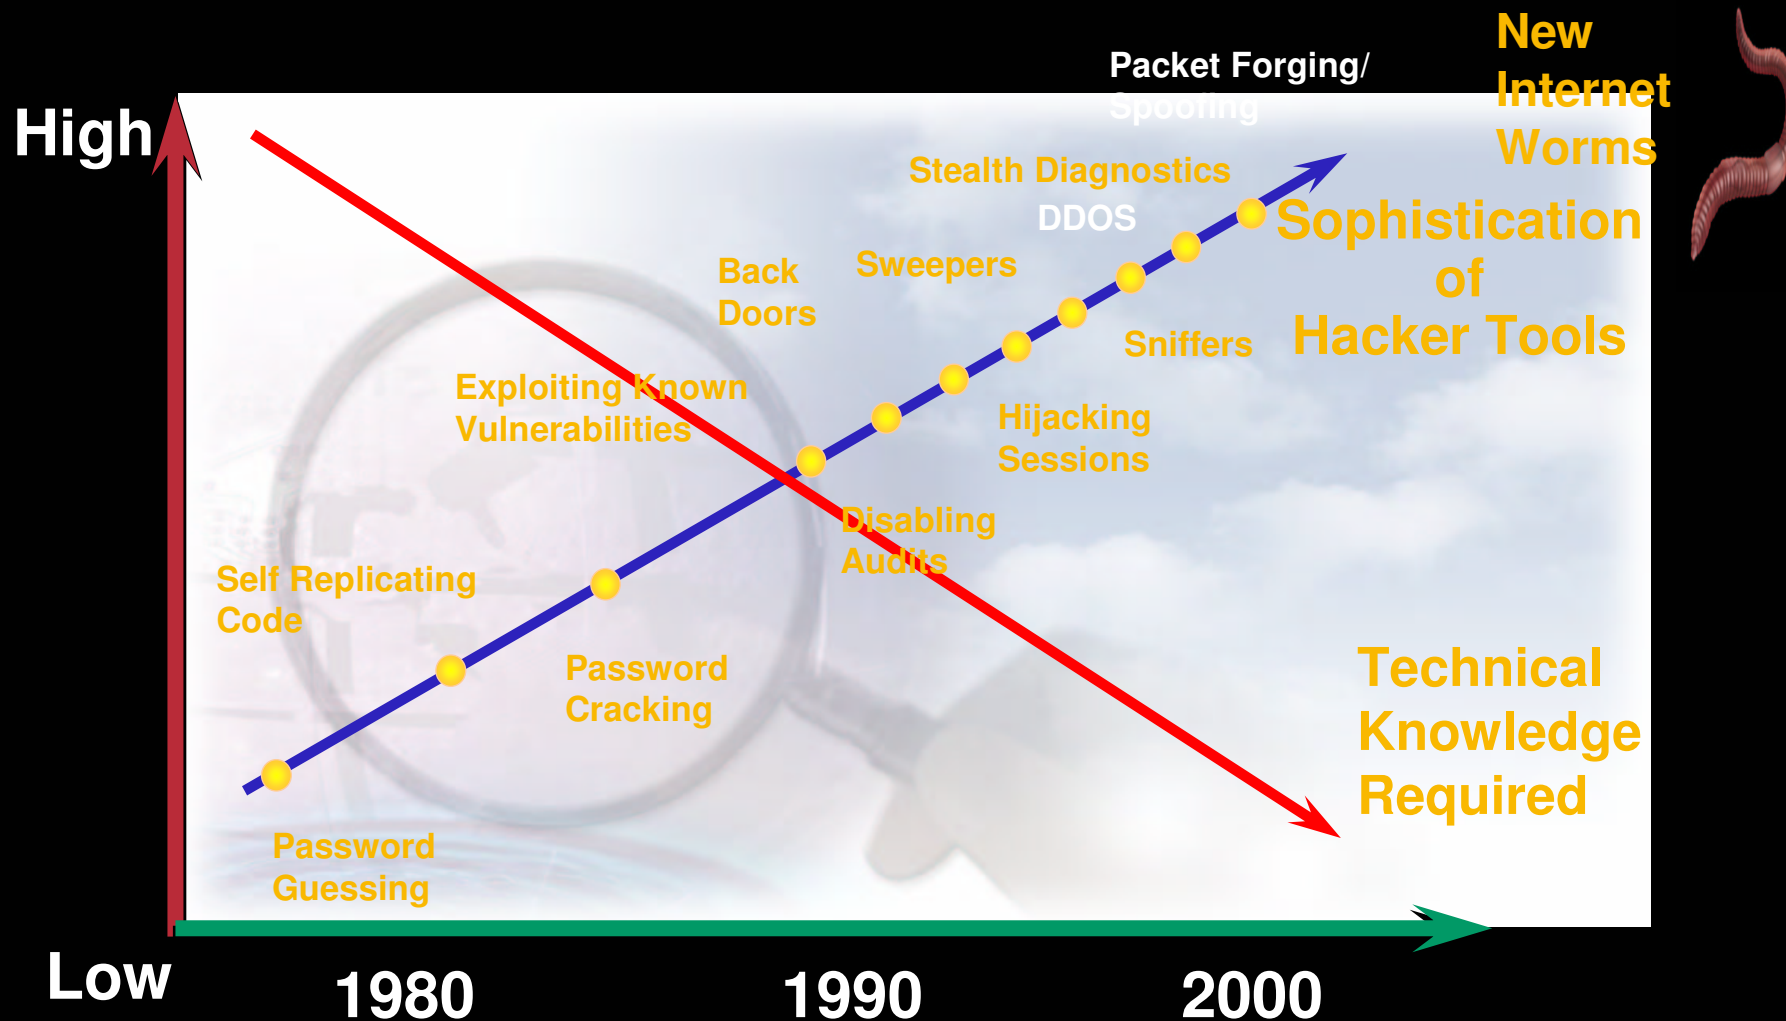 New
Internet
Worms
Packet Forging/
Spoofing
High
Stealth Diagnostics
DDOS
Sophistication
of
Hacker Tools
Back
Doors
Sweepers
Sniffers
Exploiting Known
Vulnerabilities
Hijacking
Sessions
Disabling
Audits
Self Replicating
Code
Password
Cracking
Technical
Knowledge
Required
Password
Guessing
Low
1980
1990
2000